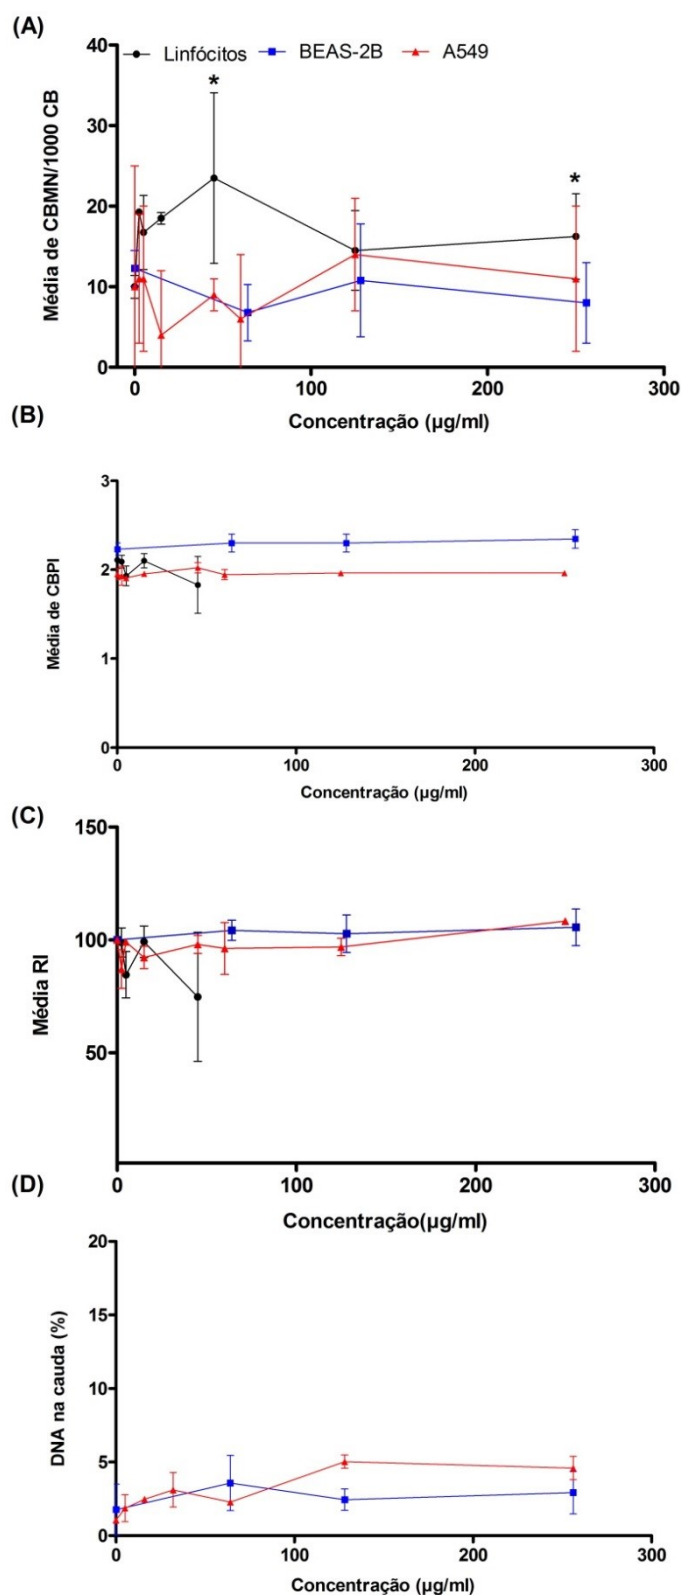 (A)
Linfócitos BEAS-2B A549
40
*
30
*
20
10
0
0 100 200 300
Média de CBMN/1000 CB
Concentração (µg/ml)
(B)
3
2
1
0
0 100 200 300
Média de CBPI
Concentração (µg/ml)
(C)
150
100
50
0 100 200 300
Média RI
Concentração(µg/ml)
(D)
20
15
10
5
0
0 100 200 300
DNA na cauda (%)
Concentração (µg/ml)